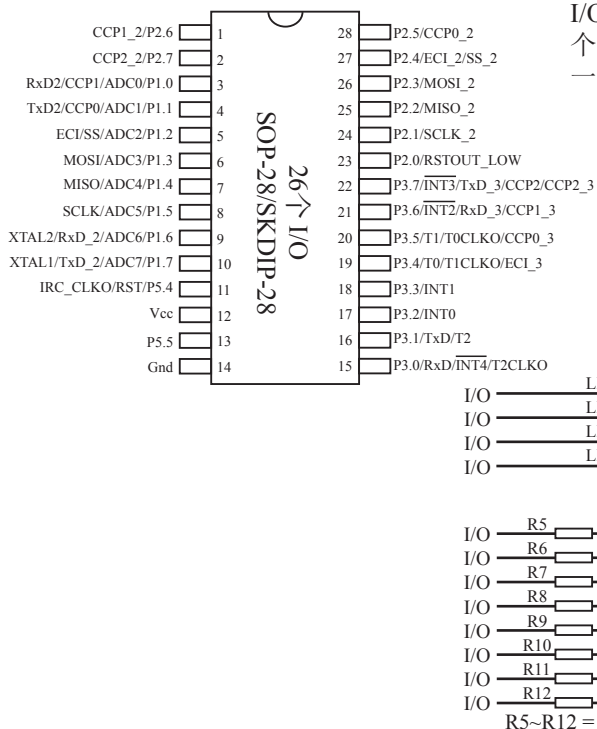 I/O
个
一
CCP1_2/P2.6 1
CCP2_2/P2.7 2
RxD2/CCP1/ADC0/P1.0 3
TxD2/CCP0/ADC1/P1.1 4
ECI/SS/ADC2/P1.2 5
MOSI/ADC3/P1.3 6
MISO/ADC4/P1.4 7
SCLK/ADC5/P1.5 8
XTAL2/RxD_2/ADC6/P1.6 9
XTAL1/TxD_2/ADC7/P1.7 10
IRC_CLKO/RST/P5.4 11
Vcc 12
P5.5 13
Gnd 14
26个 I/O
SOP-28/SKDIP-28
28 P2.5/CCP0_2
27 P2.4/ECI_2/SS_2
26 P2.3/MOSI_2
25 P2.2/MISO_2
24 P2.1/SCLK_2
23 P2.0/RSTOUT_LOW
22 P3.7/INT3/TxD_3/CCP2/CCP2_3
21 P3.6/INT2/RxD_3/CCP1_3
20 P3.5/T1/T0CLKO/CCP0_3
19 P3.4/T0/T1CLKO/ECI_3
18 P3.3/INT1
17 P3.2/INT0
16 P3.1/TxD/T2
15 P3.0/RxD/INT4/T2CLKO
I/O L
I/O L
I/O L
I/O L
I/O R5
I/O R6
I/O R7
I/O R8
I/O R9
I/O R10
I/O R11
I/O R12
R5~R12 =